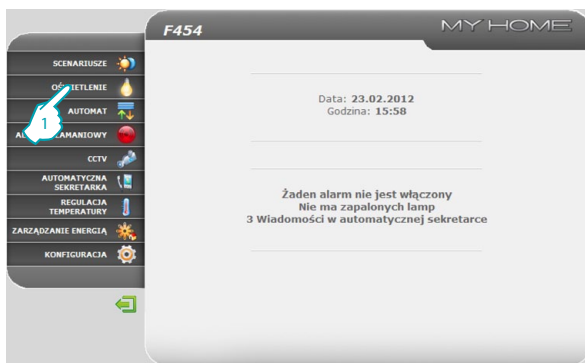 F454
MY HOME
SCENARIUSZE
AUTOMAT
CCTV
AUTOMATYCZNA
SEKRETARKA
REGULACJA
TEMPERATURY
ZARZĄDZANIE ENERGIĄ
KONFIGURACJA
1
Data: 23.02.2012
Godzina: 15:58
Żaden alarm nie jest włączony
Nie ma zapalonych lamp
3 Wiadomości w automatycznej sekretarce